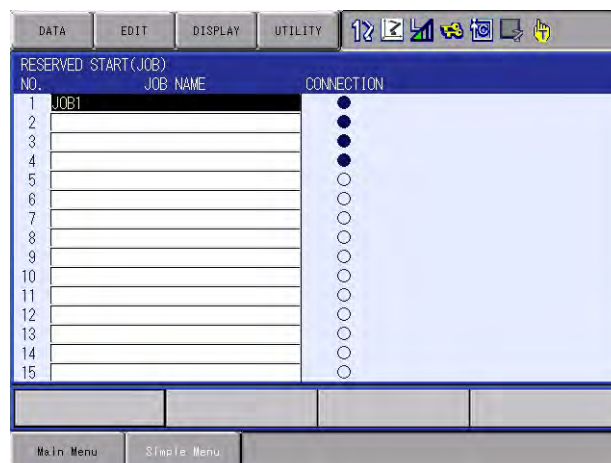 DATA EDIT DISPLAY UTILITY
RESERVED START(JOB)
NO. JOB NAME CONNECTION
1 JOB1
2
3
4
5
6
7
8
9
10
11
12
13
14
15
Main Menu Simple Menu